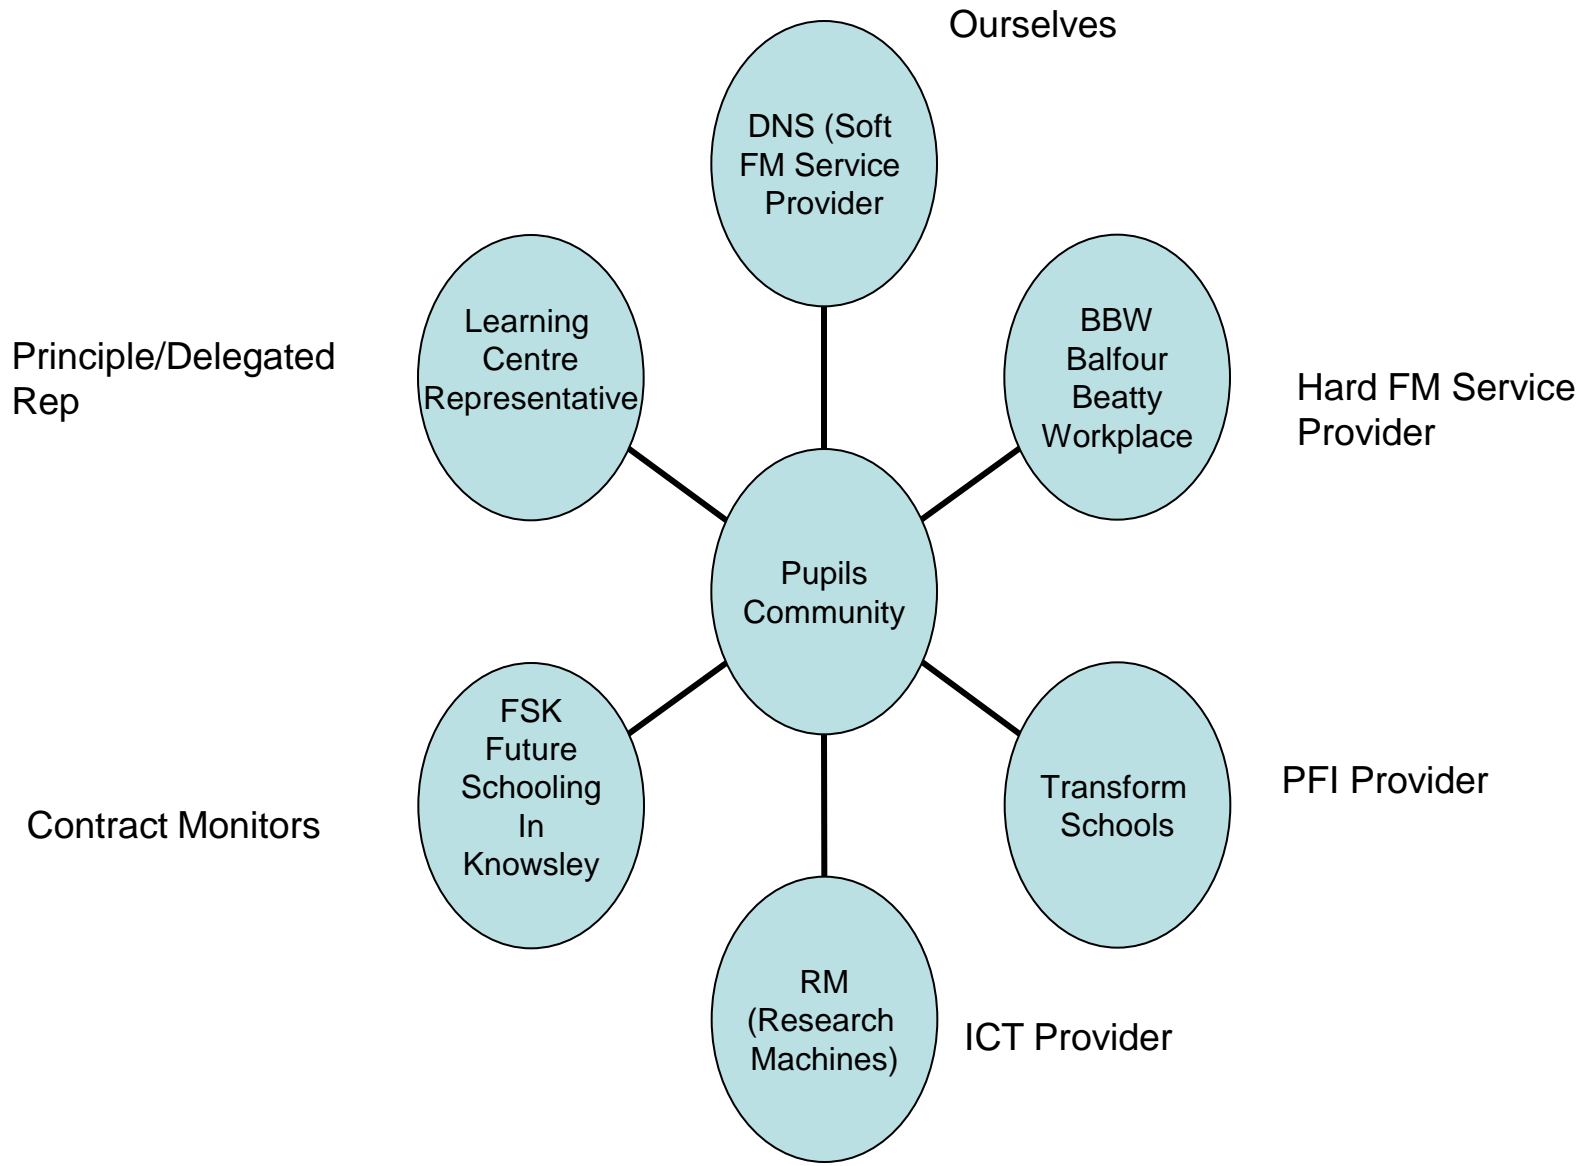 Ourselves
DNS (Soft
FM Service
Provider
Learning
Centre
Representative
Principle/Delegated
Rep
BBW
Balfour
Beatty
Workplace
Hard FM Service
Provider
Pupils
Community
FSK
Future
Schooling
In
Knowsley
Contract Monitors
Transform
Schools
PFI Provider
RM
(Research
Machines)
ICT Provider